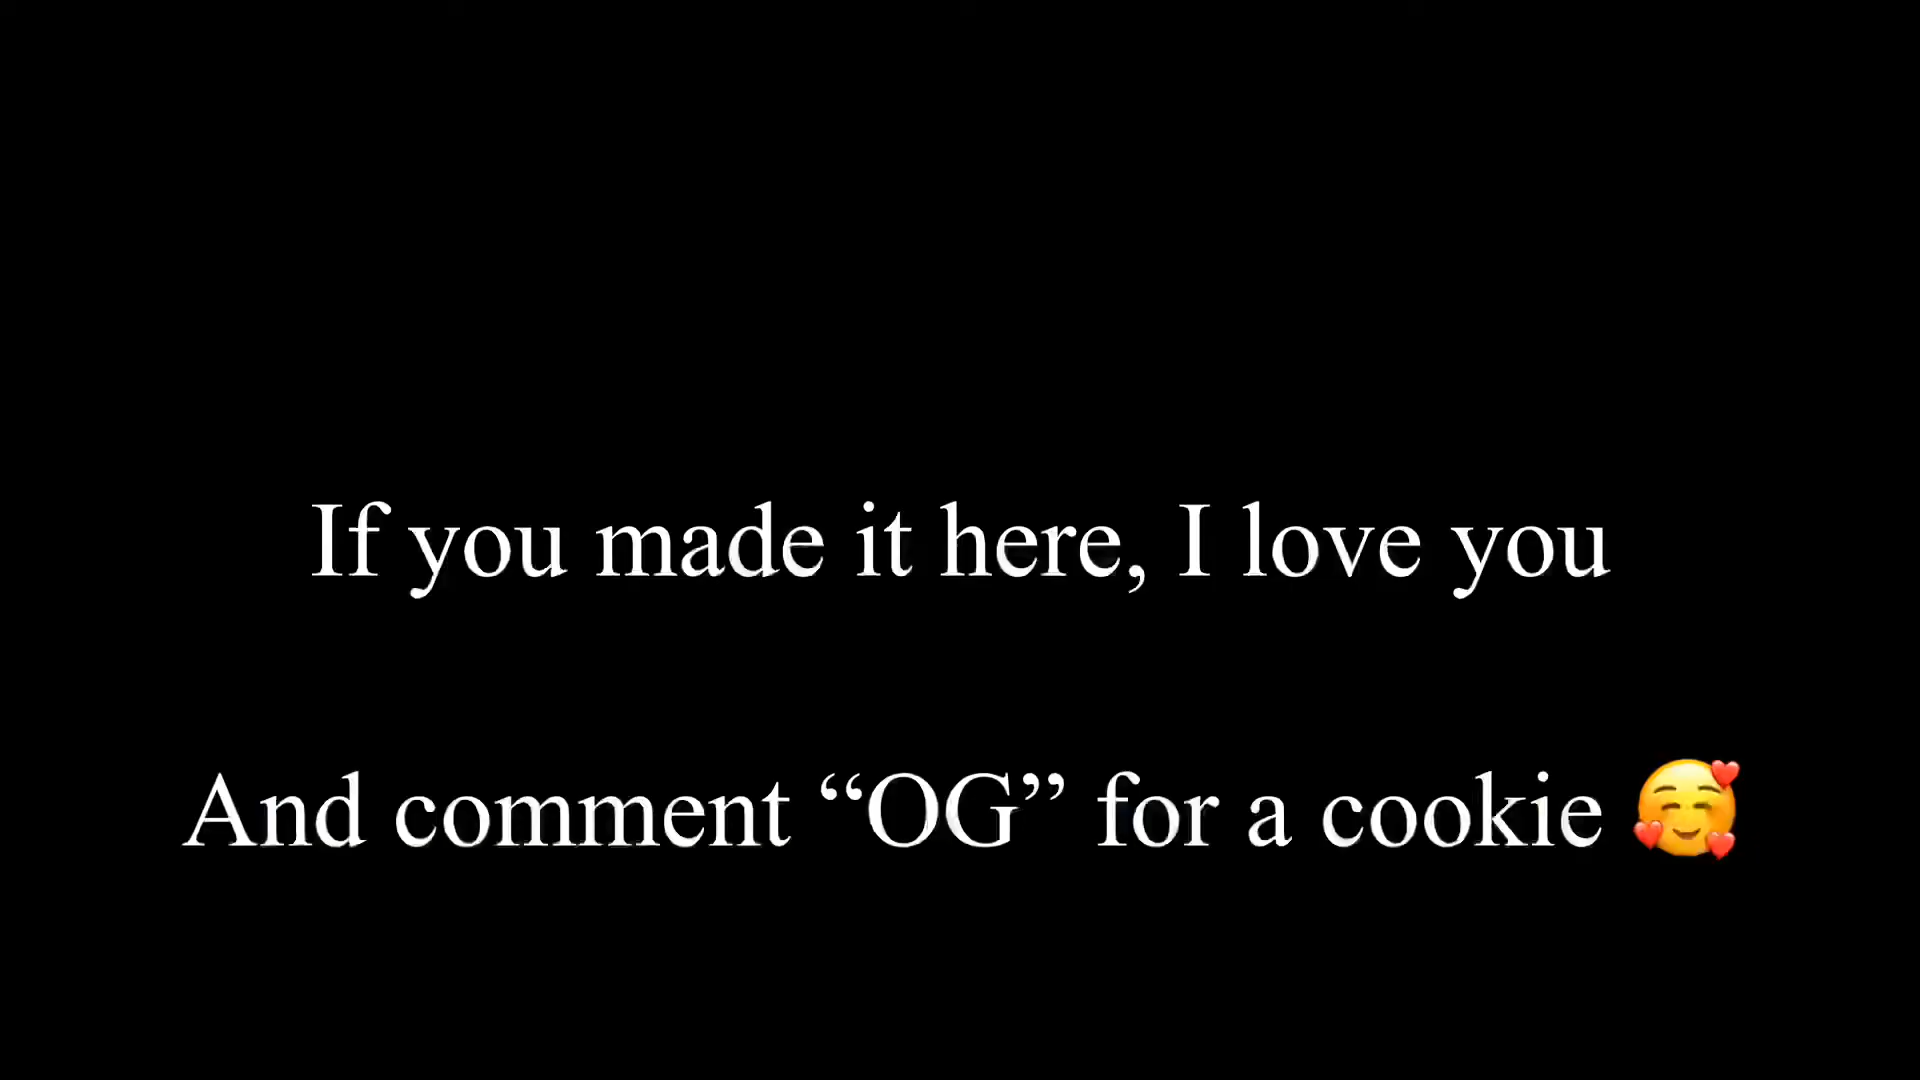 If you made it here, I love you
And comment “OG” for a cookie 🥰